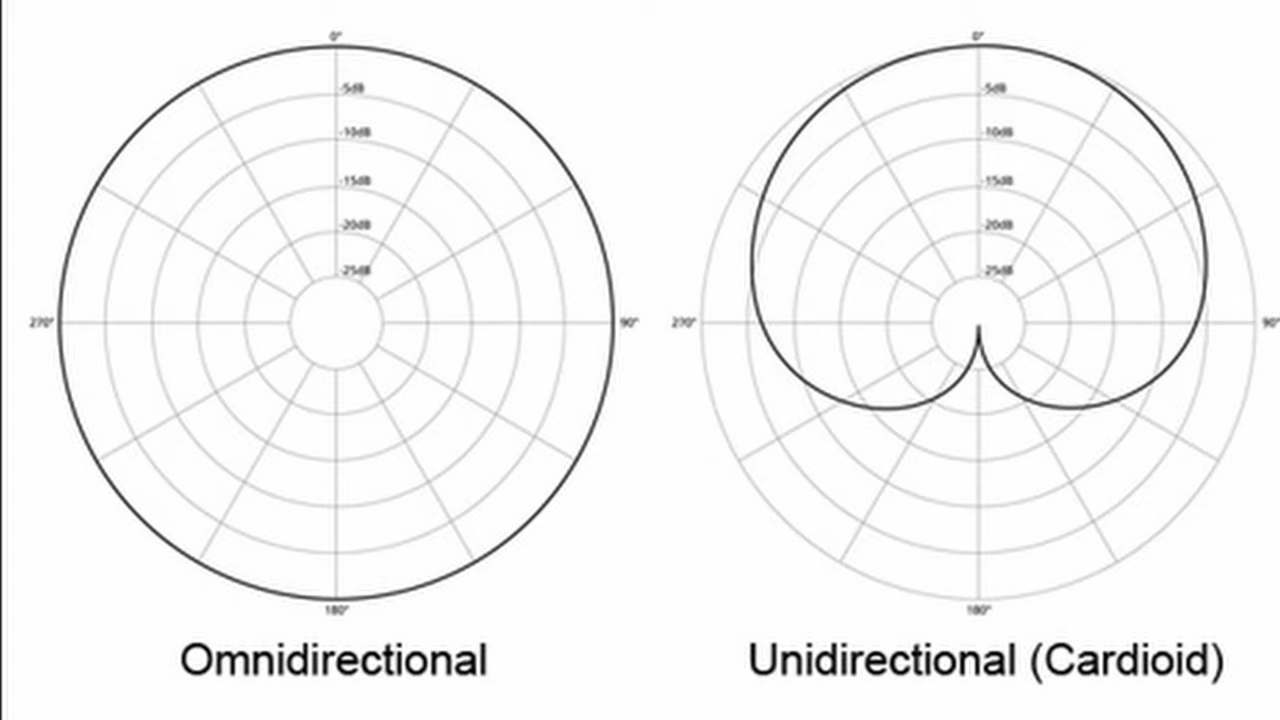 0°
-5dB
-10dB
-15dB
-20dB
-25dB
270°
90°
180°
Omnidirectional
0°
-5dB
-10dB
-15dB
-20dB
-25dB
270°
90°
180°
Unidirectional (Cardioid)